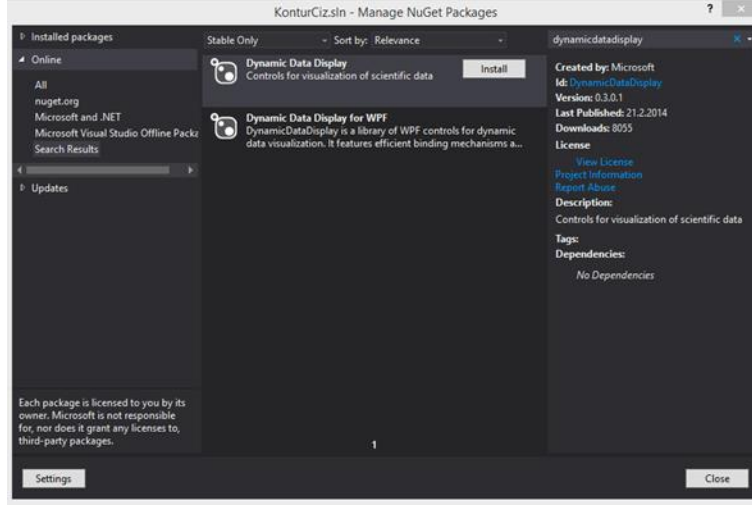 KonturCiz.sln - Manage NuGet Packages
?
x
Installed packages
Online
All
nuget.org
Microsoft and .NET
Microsoft Visual Studio Offline Packa
Search Results
Updates
Each package is licensed to you by its
owner. Microsoft is not responsible
for, nor does it grant any licenses to,
third-party packages.
Settings
Stable Only
Sort by: Relevance
Dynamic Data Display
Controls for visualization of scientific data
Install
Dynamic Data Display for WPF
DynamicDataDisplay is a library of WPF controls for dynamic
data visualization. It features efficient binding mechanisms a...
1
dynamicdatadisplay
Created by: Microsoft
Id: DynamicDataDisplay
Version: 0.3.0.1
Last Published: 21.2.2014
Downloads: 8055
License
View License
Project Information
Report Abuse
Description:
Controls for visualization of scientific data
Tags:
Dependencies:
No Dependencies
Close